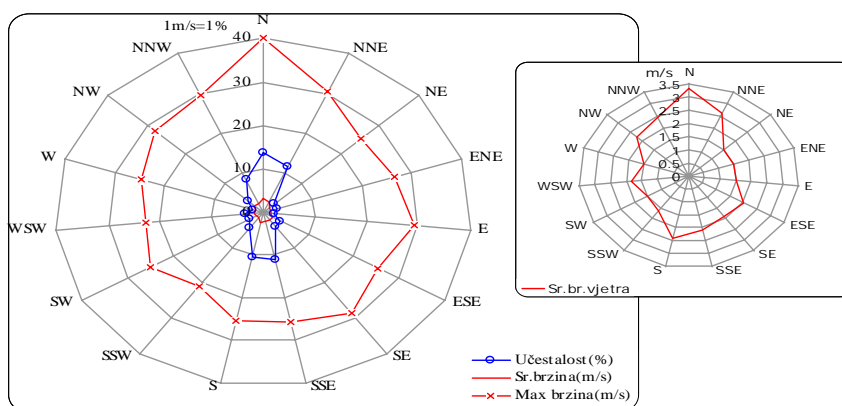 1m/s=1%
N
NNE
NE
ENE
E
ESE
SE
SSE
S
SSW
SW
WSW
W
NW
NNW
40
30
20
10
0
Učestalost(%)
Sr.brzina(m/s)
Max brzina(m/s)
m/s
N
NNE
NE
ENE
E
ESE
SE
SSE
S
SSW
SW
WSW
W
NW
NNW
3.5
3
2.5
2
1.5
1
0.5
0
Sr.br.vjetra